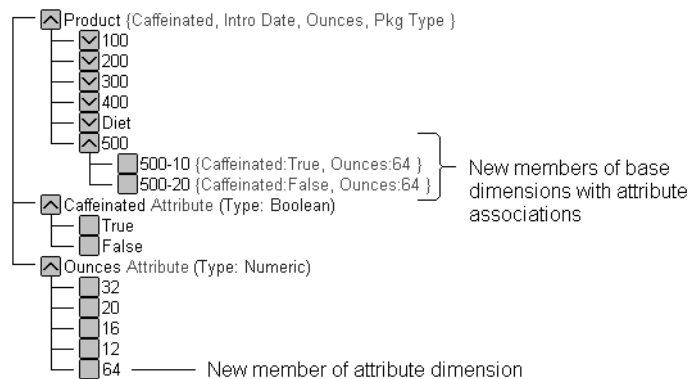 Product {Caffeinated, Intro Date, Ounces, Pkg Type }
100
200
300
400
Diet
500
500-10 {Caffeinated:True, Ounces:64 }
500-20 {Caffeinated:False, Ounces:64 }
New members of base
dimensions with attribute
associations
Caffeinated Attribute (Type: Boolean)
True
False
Ounces Attribute (Type: Numeric)
32
20
16
12
64
New member of attribute dimension